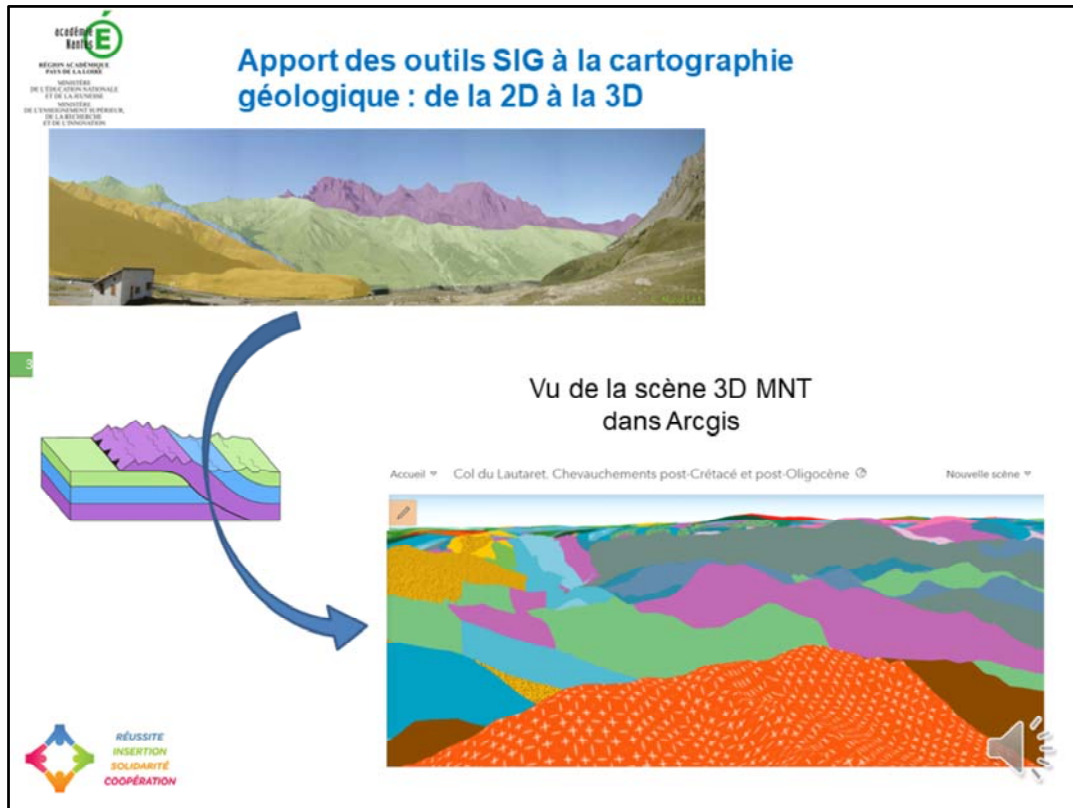 académie
Nantes
RÉGION ACADÉMIQUE
PAYS DE LA LOIRE
MINISTÈRE
DE L'ÉDUCATION NATIONALE
ET DE LA JEUNESSE
MINISTÈRE
DE L'ENSEIGNEMENT SUPÉRIEUR,
DE LA RECHERCHE
ET DE L'INNOVATION
Apport des outils SIG à la cartographie
géologique : de la 2D à la 3D
3
Vu de la scène 3D MNT
dans Arcgis
Accueil Col du Lautaret, Chevauchements post-Crétacé et post-Oligocène Nouvelle scène
RÉUSSITE
INSERTION
SOLIDARITÉ
COOPÉRATION